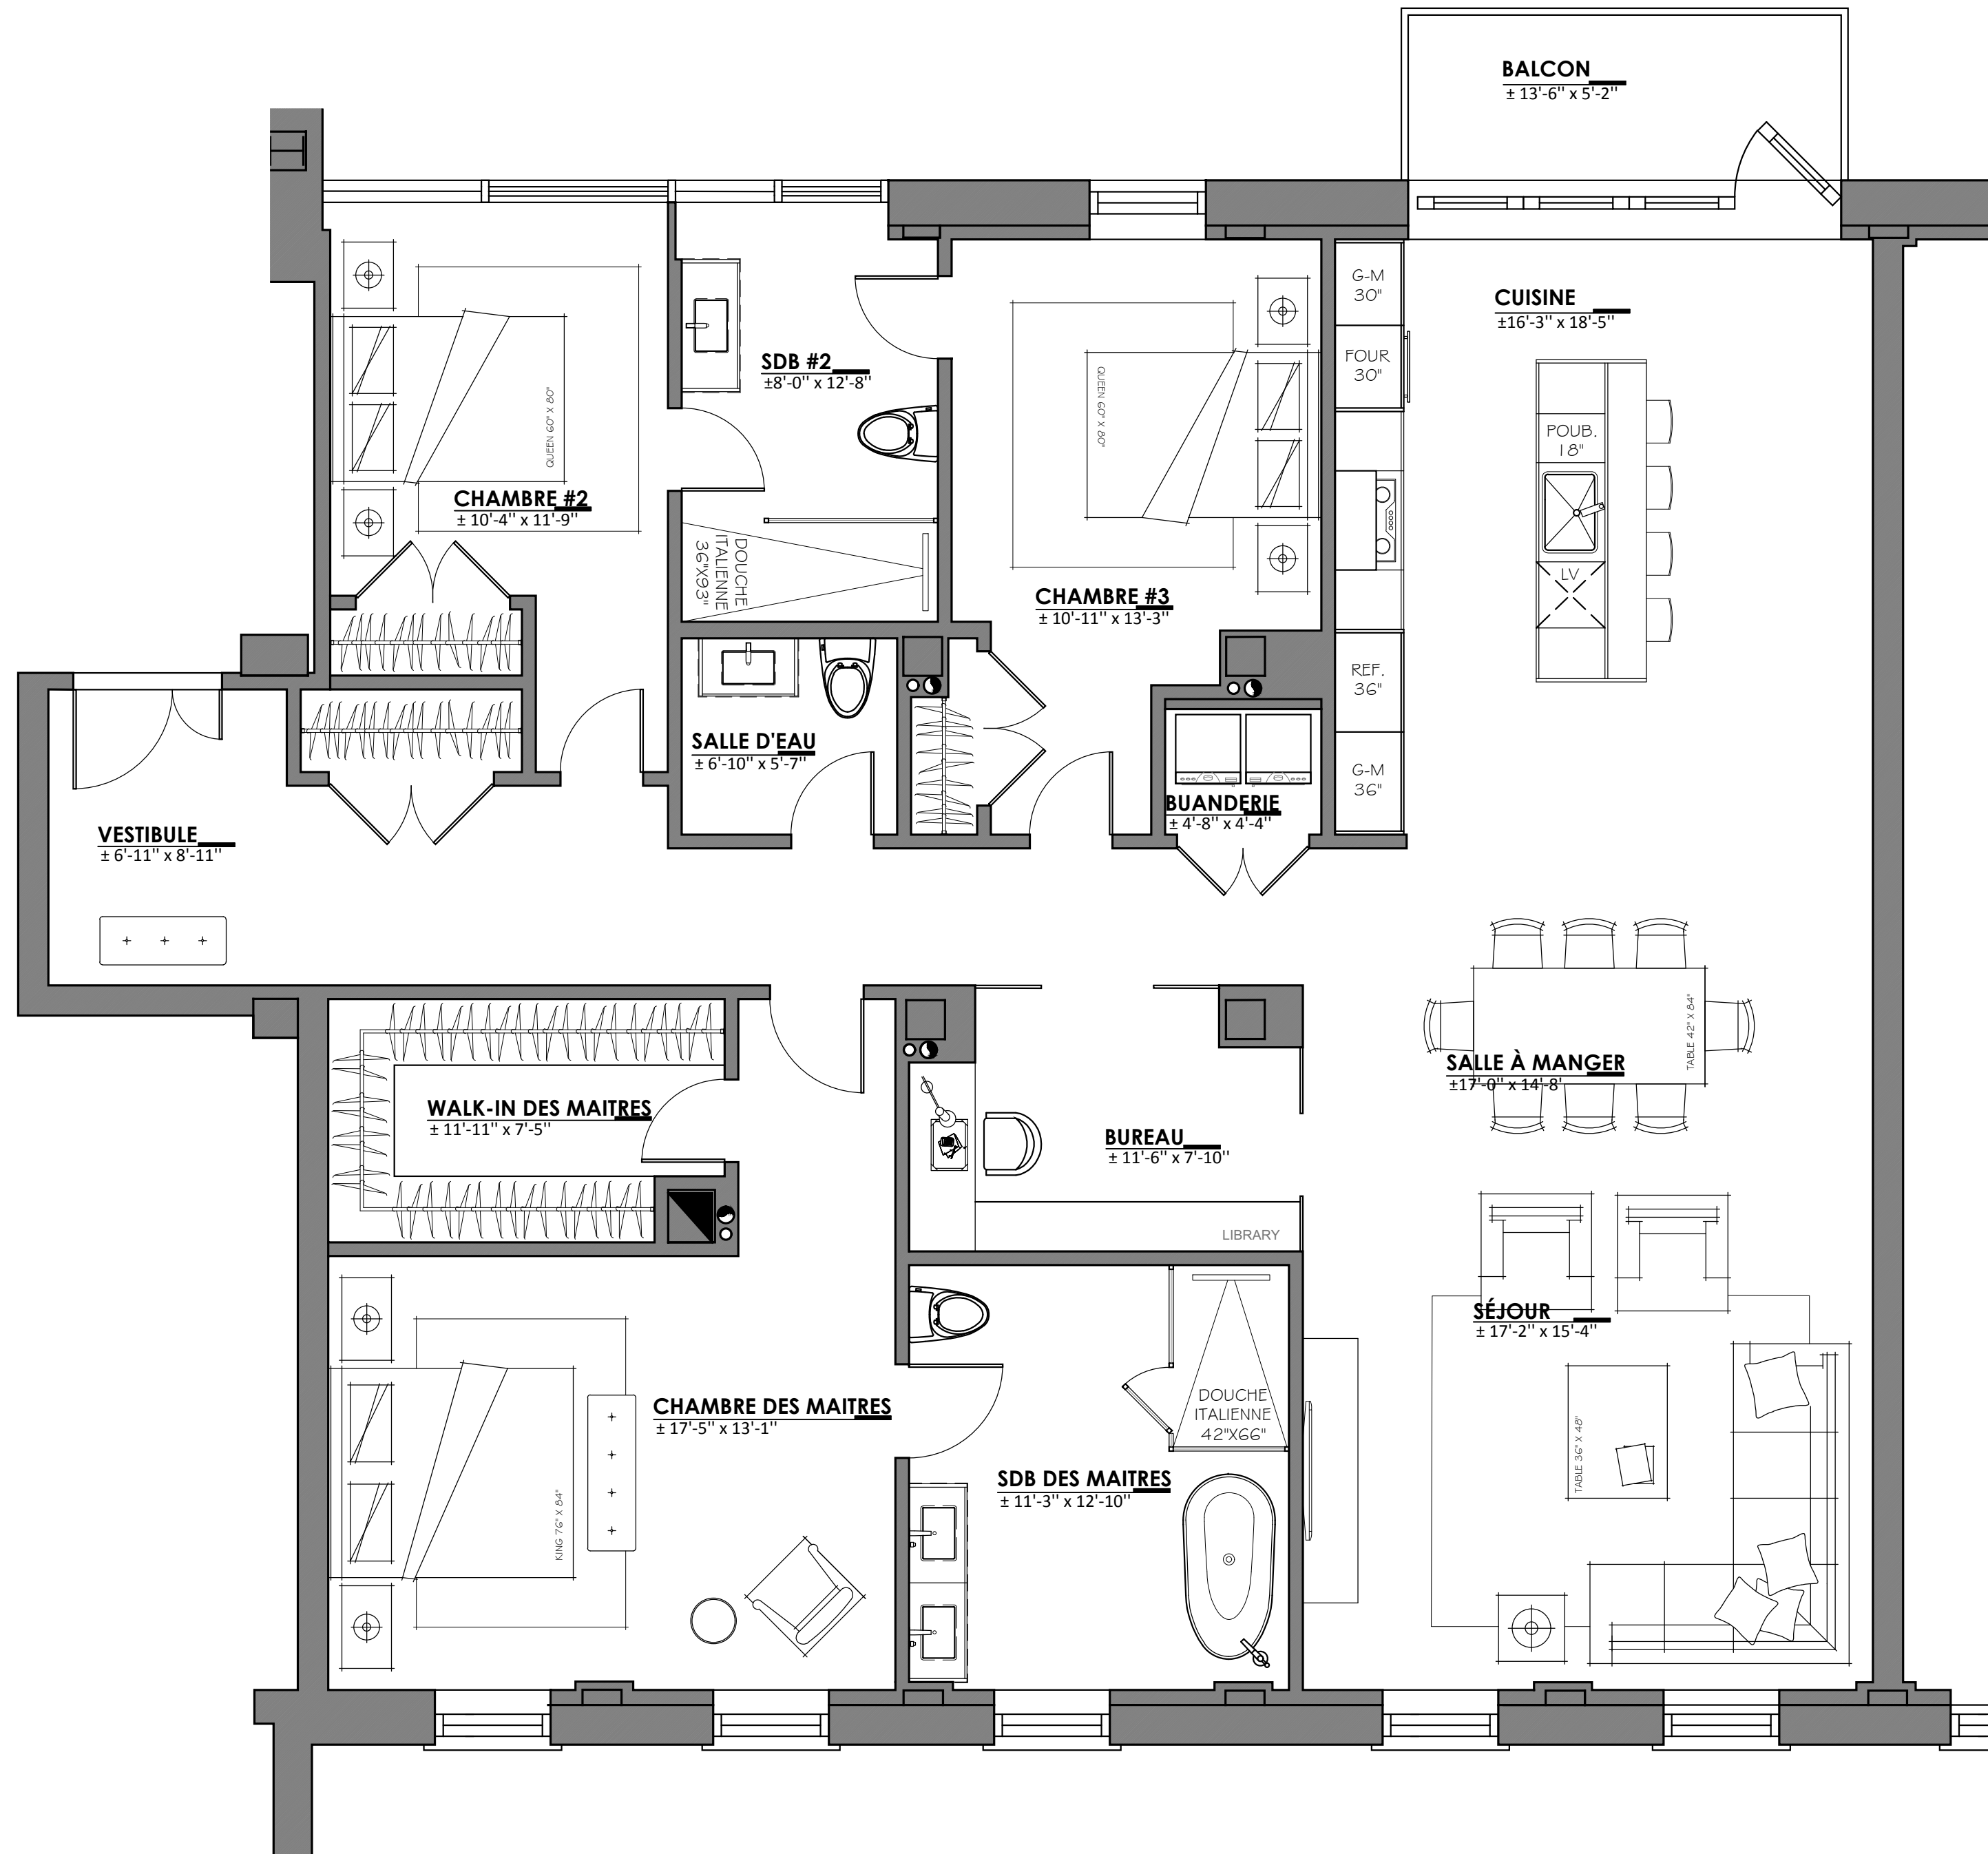 BALCON
± 13'-6" x 5'-2"
CUISINE
±16'-3" x 18'-5"
G-M
30"
FOUR
30"
POUB.
18"
LV
REF.
36"
G-M
36"
SDB #2
±8'-0" x 12'-8"
DOUCHE
ITALIENNE
36"X93"
QUEEN 60" X 80"
CHAMBRE #2
± 10'-4" x 11'-9"
QUEEN 60" X 80"
CHAMBRE #3
± 10'-11" x 13'-3"
SALLE D'EAU
± 6'-10" x 5'-7"
BUANDERIE
± 4'-8" x 4'-4"
VESTIBULE
± 6'-11" x 8'-11"
WALK-IN DES MAITRES
± 11'-11" x 7'-5"
BUREAU
± 11'-6" x 7'-10"
LIBRARY
TABLE 42" X 84"
SALLE À MANGER
±17'-0" x 14'-8'
SÉJOUR
± 17'-2" x 15'-4"
TABLE 36" X 48"
CHAMBRE DES MAITRES
± 17'-5" x 13'-1"
KING 76" X 84"
DOUCHE
ITALIENNE
42"X66"
SDB DES MAITRES
± 11'-3" x 12'-10"